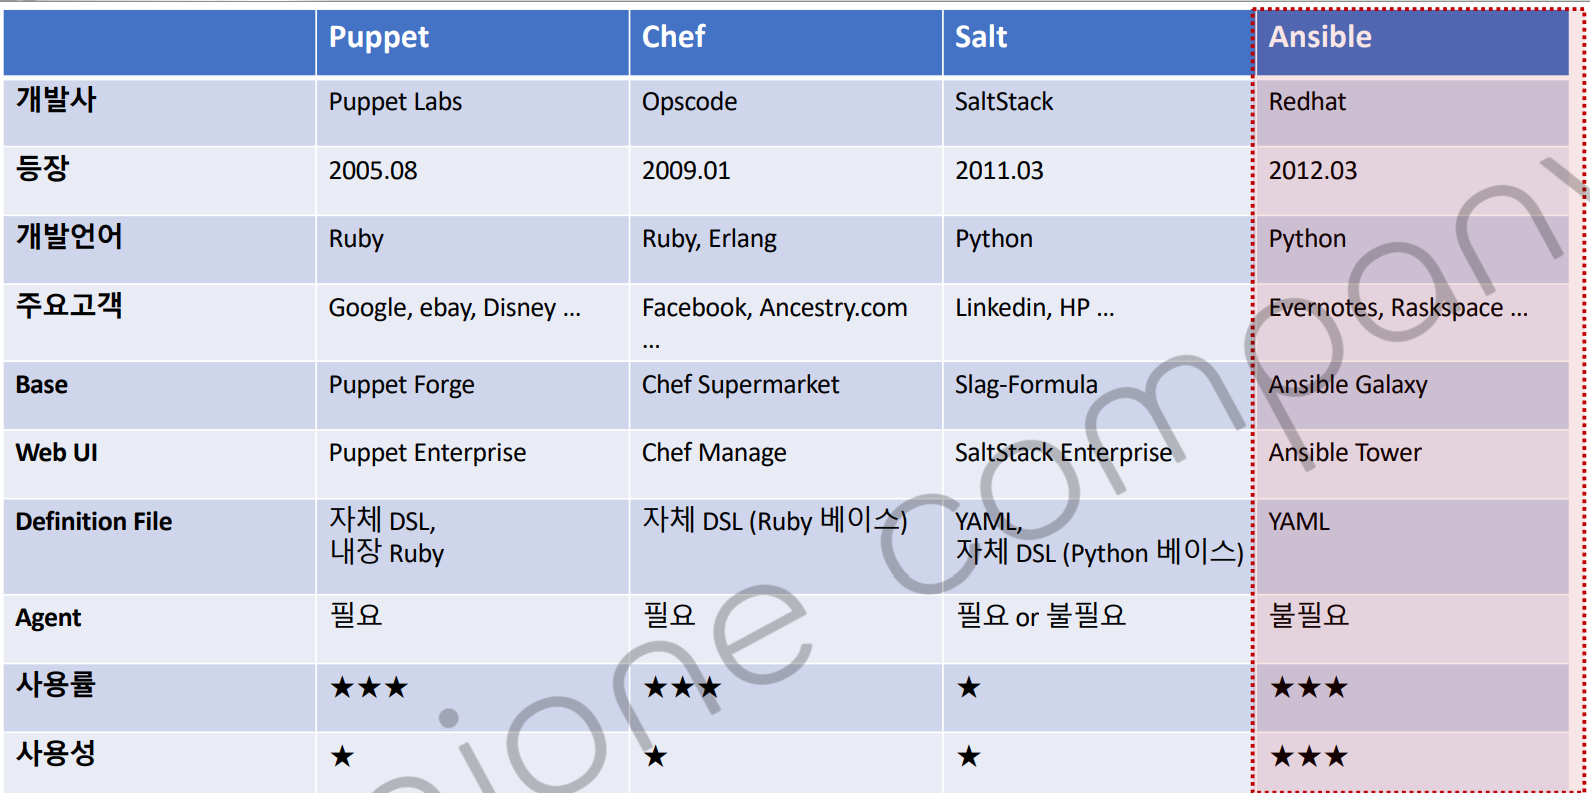 Puppet Chef Salt Ansible
개발사 Puppet Labs Opscode SaltStack Redhat
등장 2005.08 2009.01 2011.03 2012.03
개발언어 Ruby Ruby, Erlang Python Python
주요고객 Google, ebay, Disney ... Facebook, Ancestry.com Linkedin, HP ... Evernotes, Raskspace ...
...
Base Puppet Forge Chef Supermarket Slag-Formula Ansible Galaxy
Web UI Puppet Enterprise Chef Manage SaltStack Enterprise Ansible Tower
Definition File 자체 DSL, 자체 DSL (Ruby 베이스) YAML, YAML
내장 Ruby 자체 DSL (Python 베이스)
Agent 필요 필요 필요 or 불필요 불필요
사용률 ★★★ ★★★ ★ ★★★
사용성 ★ ★ ★ ★★★
company